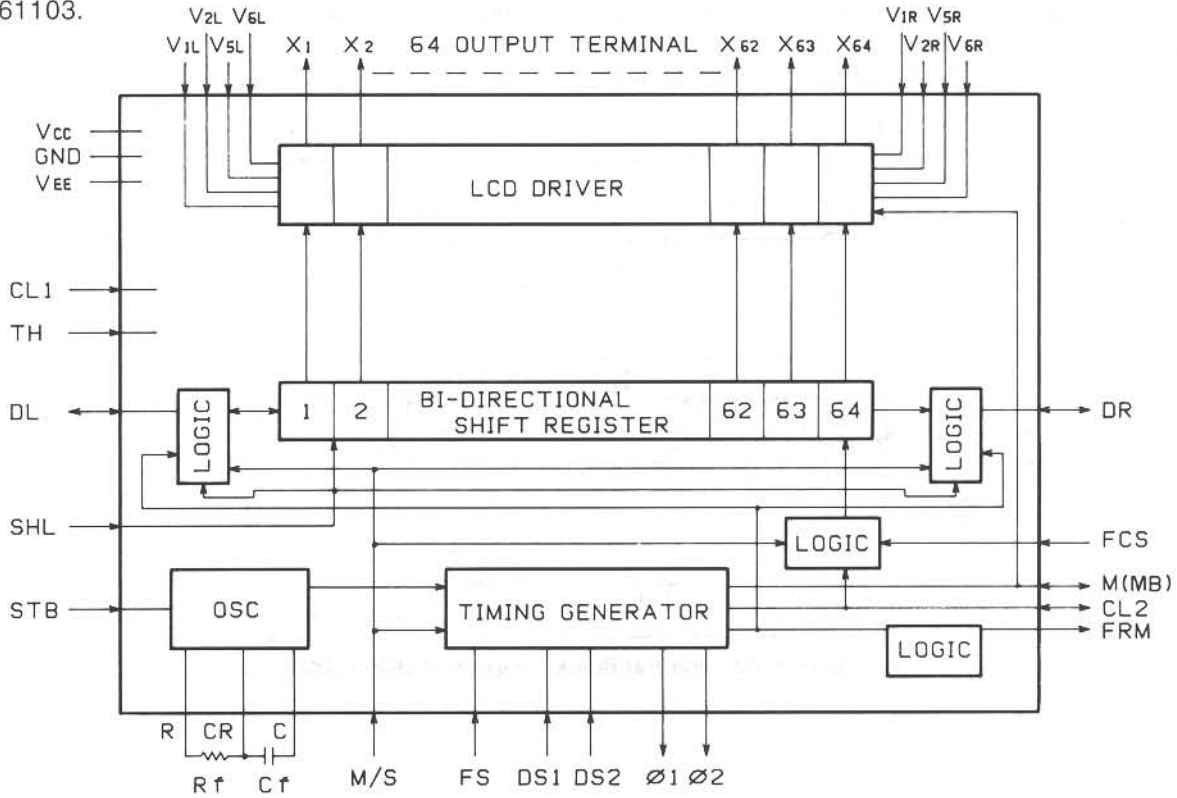 61103.
V2L V6L
V1L V5L X1 X2 64 OUTPUT TERMINAL X62 X63 X64
V1R V5R
V2R V6R
VCC
GND
VEE
LCD DRIVER
CL1
TH
DL
LOGIC
1 2 BI-DIRECTIONAL SHIFT REGISTER 62 63 64
LOGIC
DR
SHL
LOGIC
FCS
STB
OSC
TIMING GENERATOR
M(MB)
CL2
FRM
LOGIC
R CR C
Rf Cf
M/S FS DS1 DS2 Ø1 Ø2